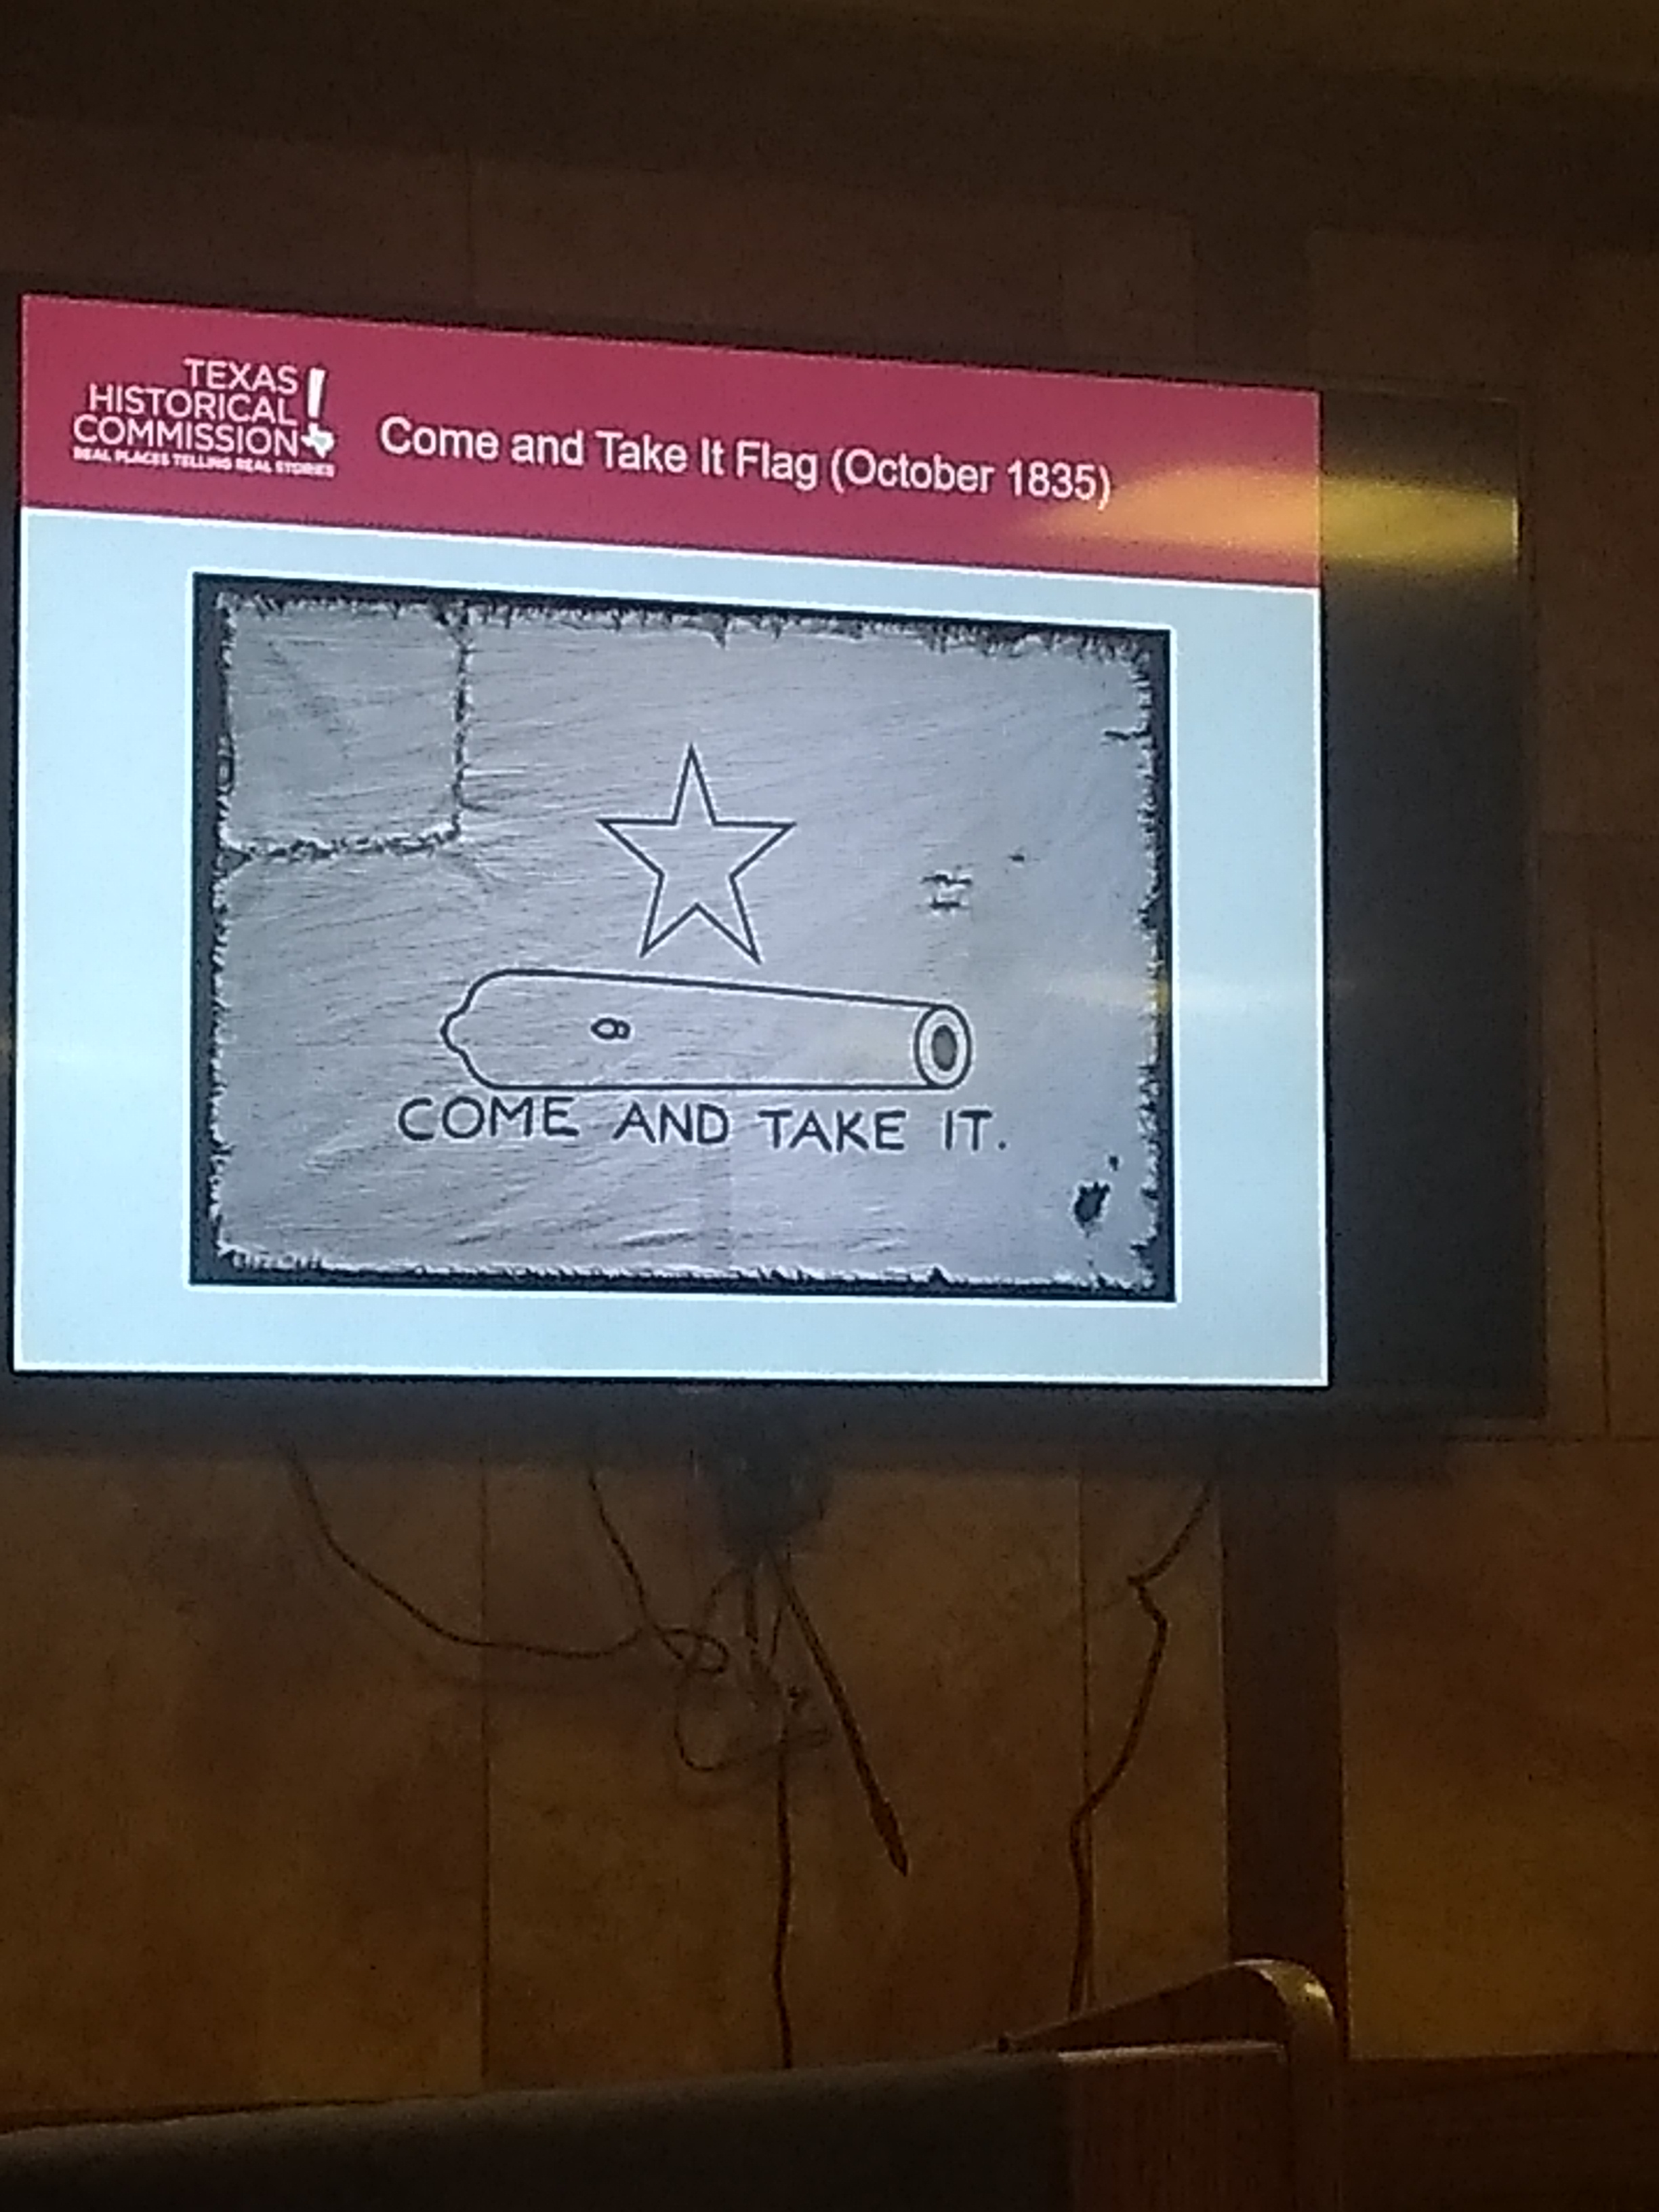 TEXAS
HISTORICAL
COMMISSION
REAL PLACES TELLING REAL STORIES
Come and Take It Flag (October 1835)
COME AND TAKE IT.